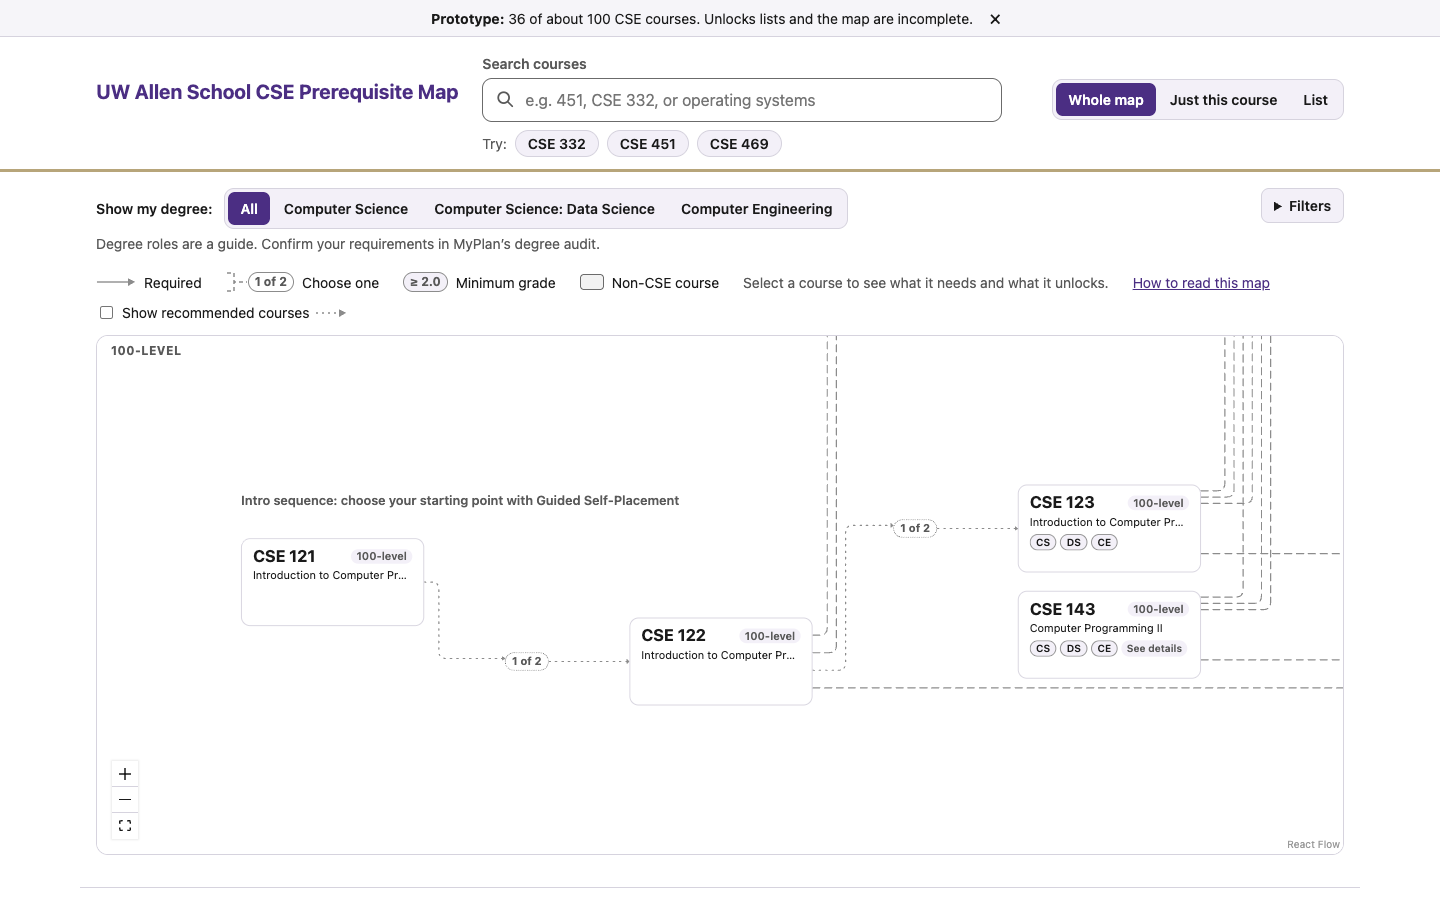 Prototype: 36 of about 100 CSE courses. Unlocks lists and the map are incomplete. ✕
UW Allen School CSE Prerequisite Map
Search courses
e.g. 451, CSE 332, or operating systems
Try: CSE 332 CSE 451 CSE 469
Whole map Just this course List
Show my degree: All Computer Science Computer Science: Data Science Computer Engineering
Filters
Degree roles are a guide. Confirm your requirements in MyPlan's degree audit.
Required 1 of 2 Choose one ≥ 2.0 Minimum grade Non-CSE course Select a course to see what it needs and what it unlocks. How to read this map
Show recommended courses
100-LEVEL
Intro sequence: choose your starting point with Guided Self-Placement
CSE 121 100-level
Introduction to Computer Pr...
1 of 2
CSE 122 100-level
Introduction to Computer Pr...
1 of 2
CSE 123 100-level
Introduction to Computer Pr...
CS DS CE
CSE 143 100-level
Computer Programming II
CS DS CE See details
React Flow